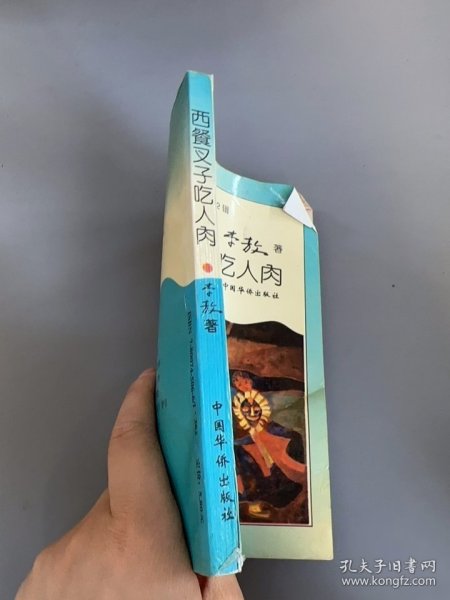 西餐叉子吃人肉
李敖著
中国华侨出版社
李敖 著
吃人肉
中国华侨出版社
孔夫子旧书网
www.kongfz.com